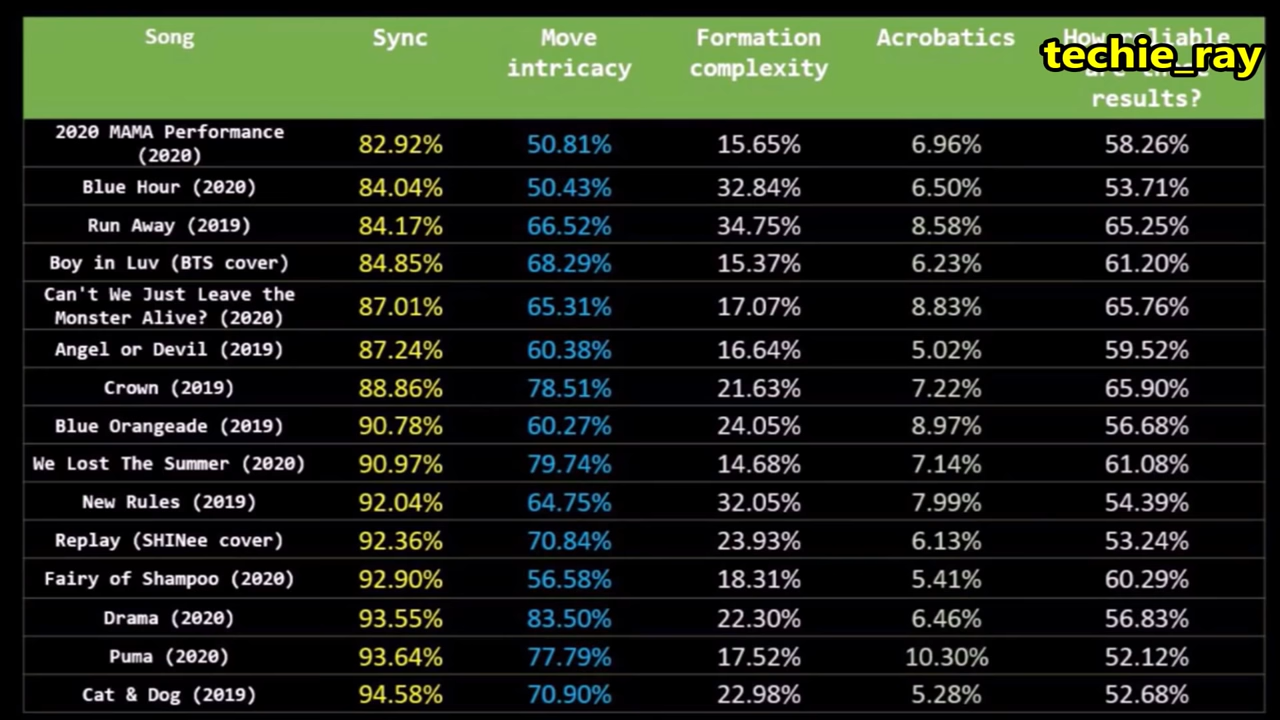 Song Sync Move intricacy Formation complexity Acrobatics How reliable results?
techie_ray
2020 MAMA Performance (2020) 82.92% 50.81% 15.65% 6.96% 58.26%
Blue Hour (2020) 84.04% 50.43% 32.84% 6.50% 53.71%
Run Away (2019) 84.17% 66.52% 34.75% 8.58% 65.25%
Boy in Luv (BTS cover) 84.85% 68.29% 15.37% 6.23% 61.20%
Can't We Just Leave the Monster Alive? (2020) 87.01% 65.31% 17.07% 8.83% 65.76%
Angel or Devil (2019) 87.24% 60.38% 16.64% 5.02% 59.52%
Crown (2019) 88.86% 78.51% 21.63% 7.22% 65.90%
Blue Orangeade (2019) 90.78% 60.27% 24.05% 8.97% 56.68%
We Lost The Summer (2020) 90.97% 79.74% 14.68% 7.14% 61.08%
New Rules (2019) 92.04% 64.75% 32.05% 7.99% 54.39%
Replay (SHINee cover) 92.36% 70.84% 23.93% 6.13% 53.24%
Fairy of Shampoo (2020) 92.90% 56.58% 18.31% 5.41% 60.29%
Drama (2020) 93.55% 83.50% 22.30% 6.46% 56.83%
Puma (2020) 93.64% 77.79% 17.52% 10.30% 52.12%
Cat & Dog (2019) 94.58% 70.90% 22.98% 5.28% 52.68%